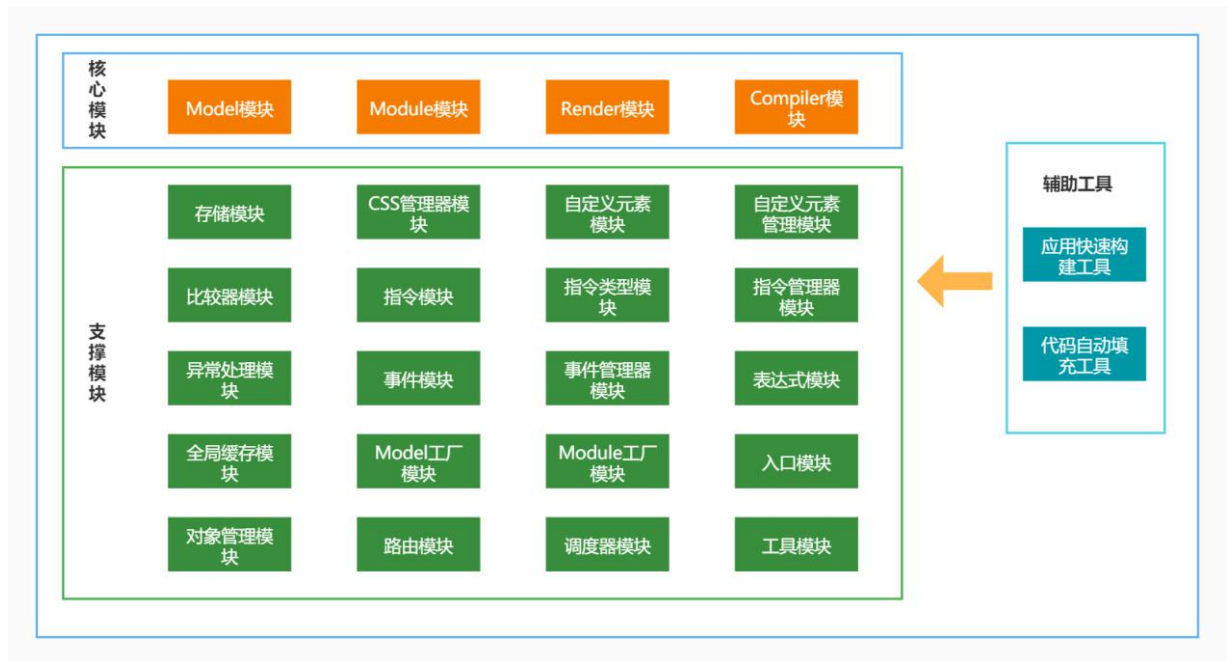 核
心
模
块
Model模块
Module模块
Render模块
Compiler模
块
支
撑
模
块
存储模块
CSS管理器模
块
自定义元素
模块
自定义元素
管理模块
比较器模块
指令模块
指令类型模
块
指令管理器
模块
异常处理模
块
事件模块
事件管理器
模块
表达式模块
全局缓存模
块
Model工厂
模块
Module工厂
模块
入口模块
对象管理模
块
路由模块
调度器模块
工具模块
辅助工具
应用快速构
建工具
代码自动填
充工具